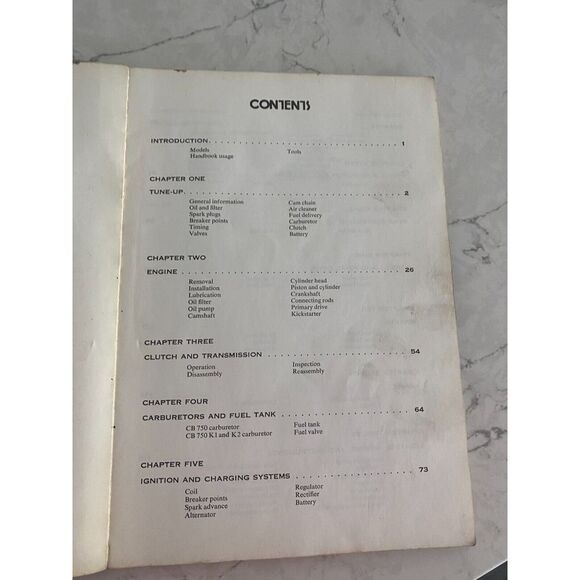 CONTENTS
INTRODUCTION. . . . . . . . . . . . . . . . . . . . . . . . . . . . . 1
Models Tools
Handbook usage
CHAPTER ONE
TUNE-UP. . . . . . . . . . . . . . . . . . . . . . . . . . . . . . . . . 2
General information Cam chain
Oil and filter Air cleaner
Spark plugs Fuel delivery
Breaker points Carburetor
Timing Clutch
Valves Battery
CHAPTER TWO
ENGINE . . . . . . . . . . . . . . . . . . . . . . . . . . . . . . . . 26
Removal Cylinder head
Installation Piston and cylinder
Lubrication Crankshaft
Oil filter Connecting rods
Oil pump Primary drive
Camshaft Kickstarter
CHAPTER THREE
CLUTCH AND TRANSMISSION . . . . . . . . . . . . . . . . . . . . . . 54
Operation Inspection
Disassembly Reassembly
CHAPTER FOUR
CARBURETORS AND FUEL TANK . . . . . . . . . . . . . . . . . . . . 64
CB 750 carburetor Fuel tank
CB 750 K1 and K2 carburetor Fuel valve
CHAPTER FIVE
IGNITION AND CHARGING SYSTEMS . . . . . . . . . . . . . . . . . . . 73
Coil Regulator
Breaker points Rectifier
Spark advance Battery
Alternator